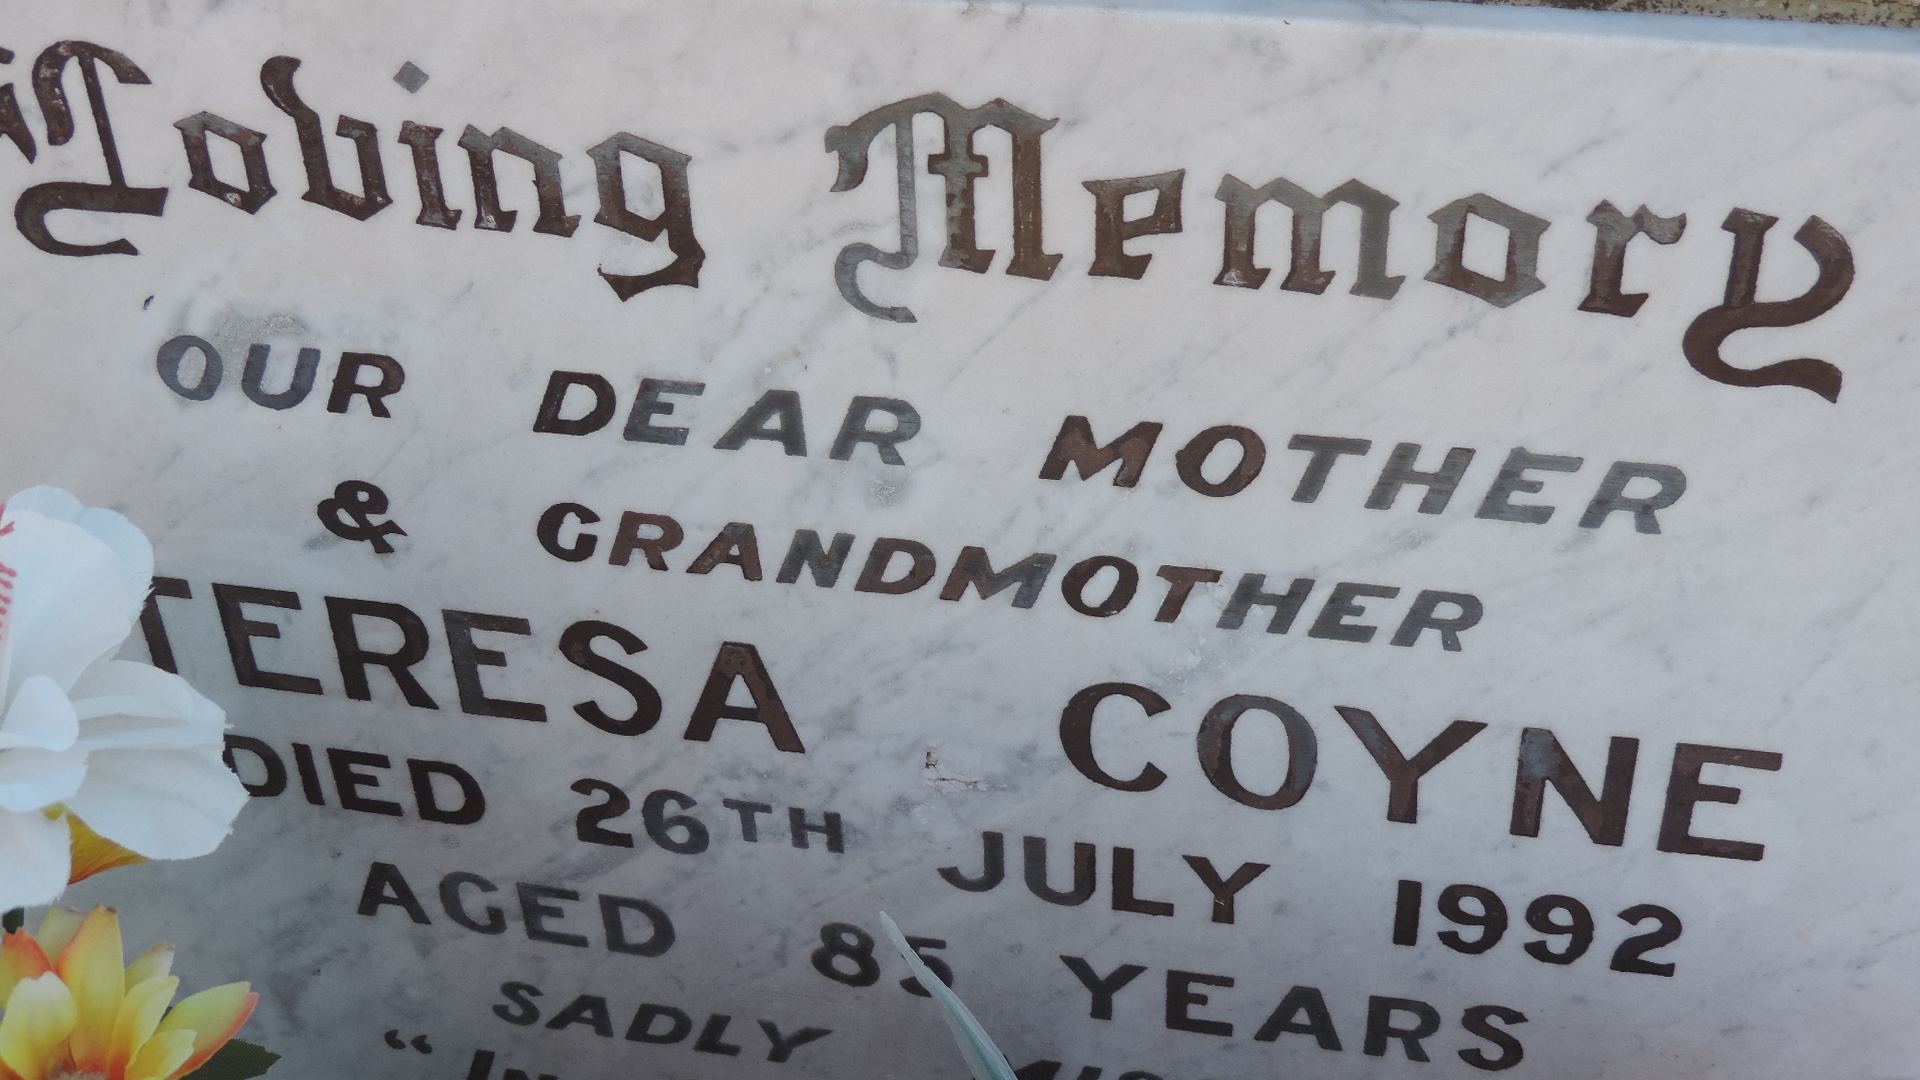 Loving Memory
OUR DEAR MOTHER
& GRANDMOTHER
TERESA COYNE
DIED 26TH JULY 1992
AGED 85 YEARS
SADLY
"